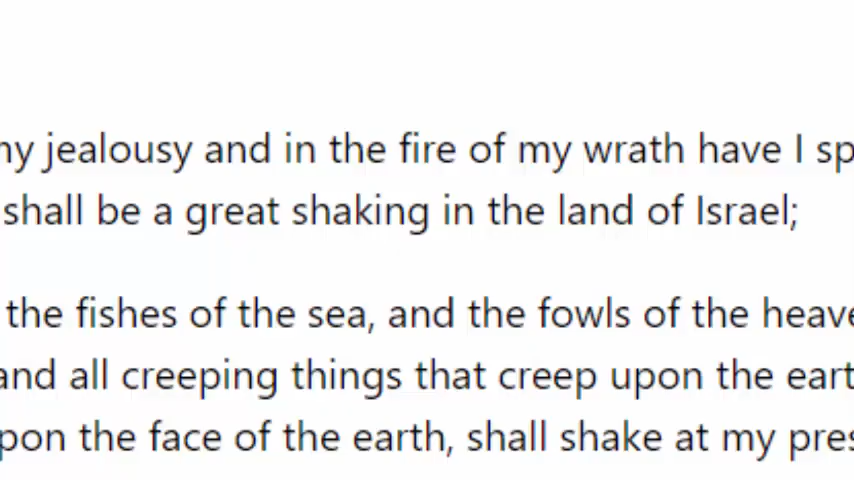 my jealousy and in the fire of my wrath have I sp
shall be a great shaking in the land of Israel;
the fishes of the sea, and the fowls of the heave
and all creeping things that creep upon the eart
pon the face of the earth, shall shake at my pres